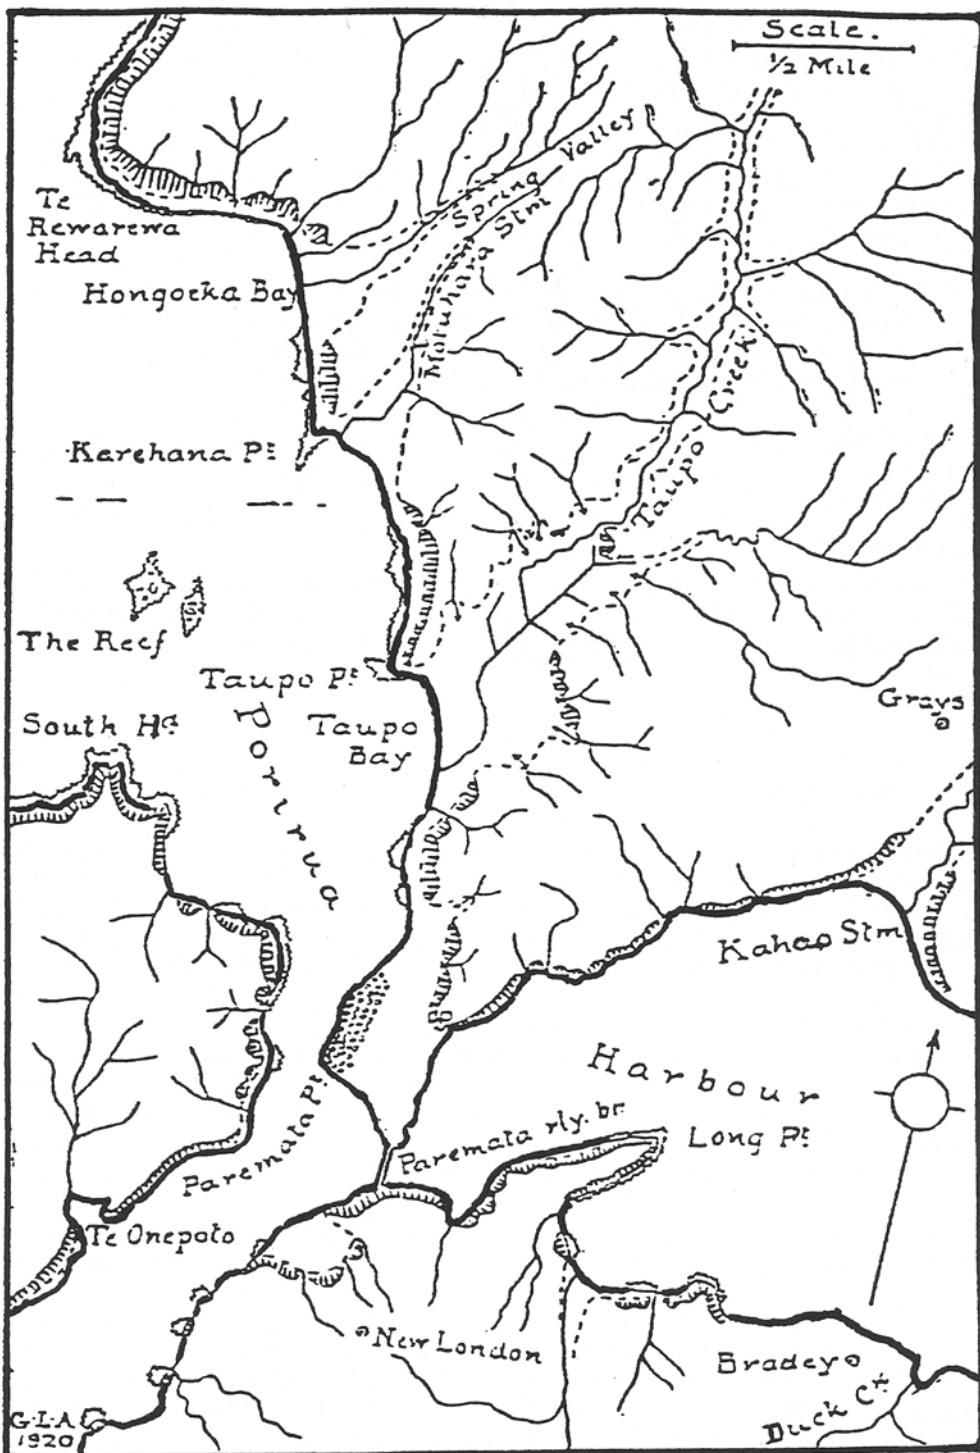 Scale.
1/2 Mile
Te
Rewarewa
Head
Spring Valley
Motuhara Stm
Hongoeka Bay
Taupo Creek
Karehana Pt
The Reef
Taupo Pt
Taupo
Bay
South Hd
Porirua
Grays
Kahao Stm
Harbour
Long Pt
Paremata rly. br.
Paremata Pt
Te Onepoto
New London
Bradey
Duck Ck
G.L.A
1920